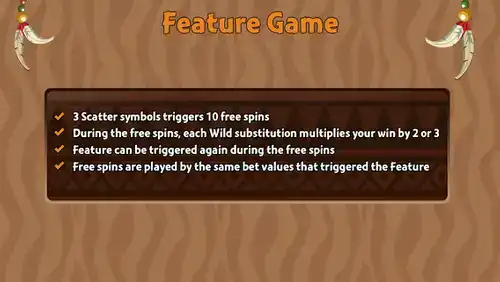 Feature Game
3 Scatter symbols triggers 10 free spins
During the free spins, each Wild substitution multiplies your win by 2 or 3
Feature can be triggered again during the free spins
Free spins are played by the same bet values that triggered the Feature